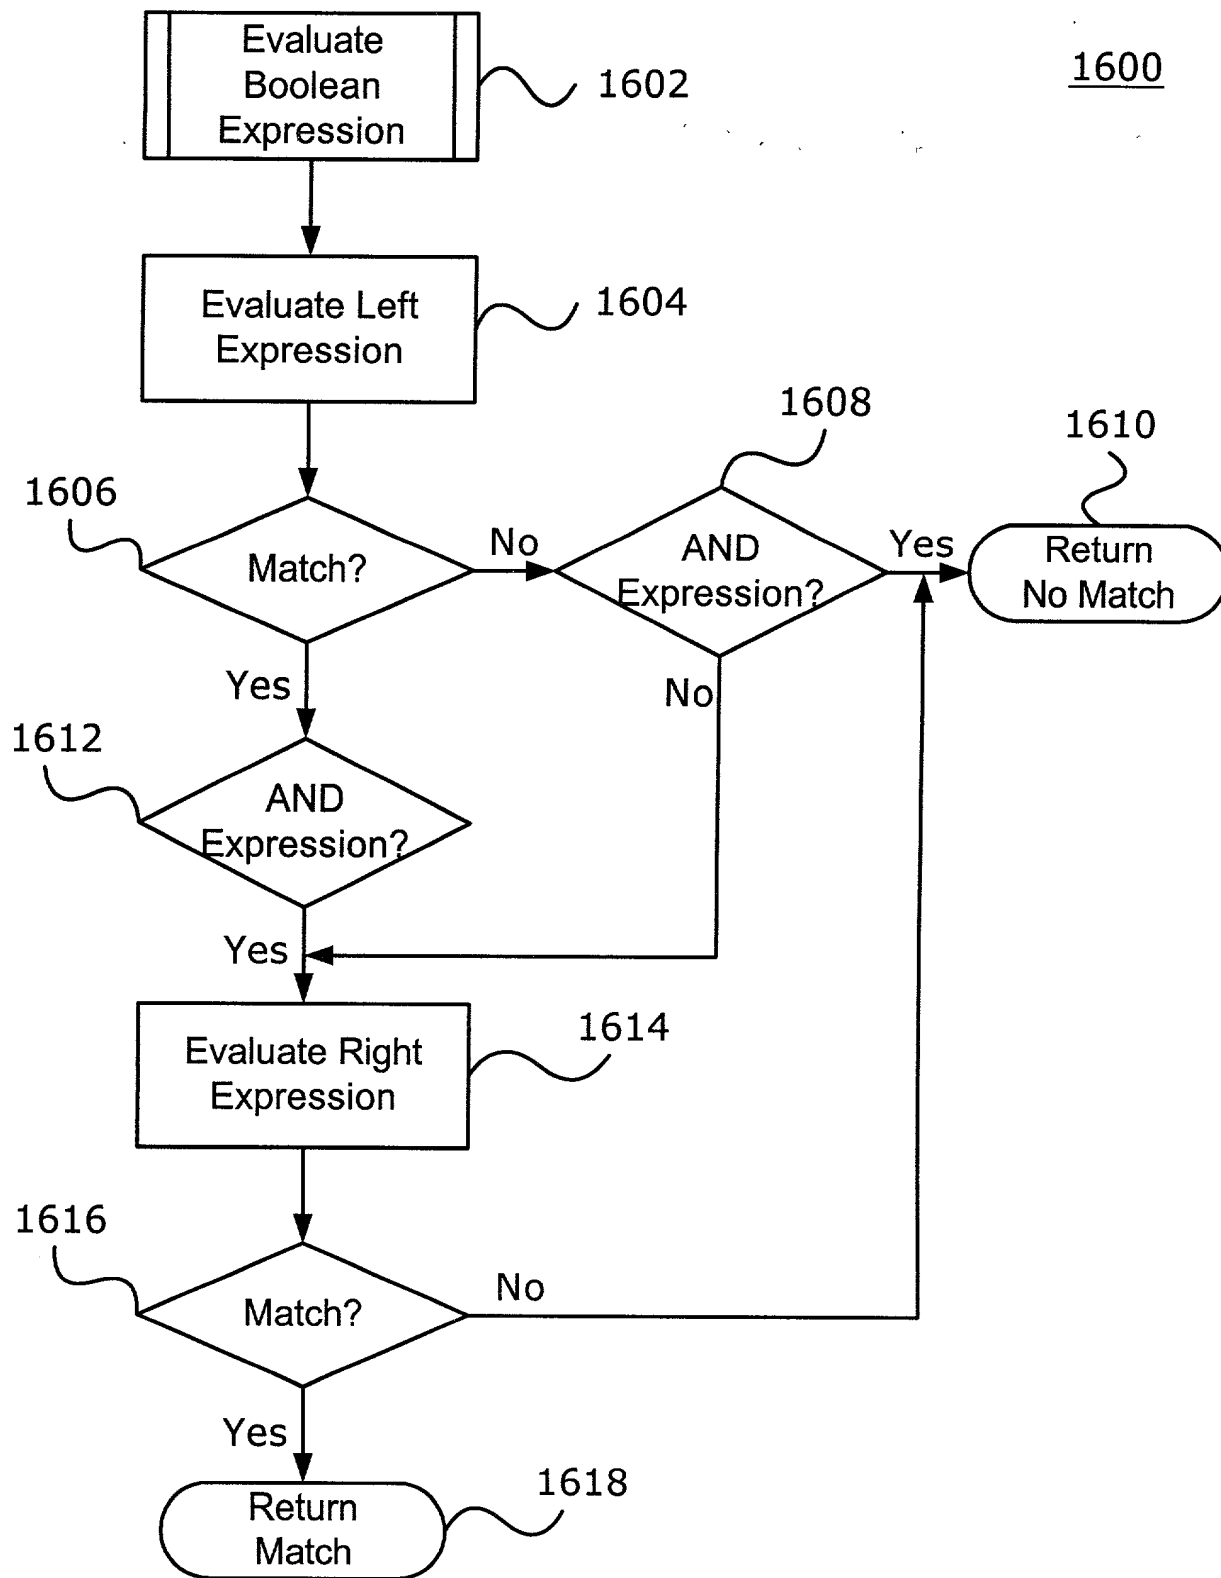 Evaluate
Boolean
Expression
1602
1600
Evaluate Left
Expression
1604
1606
Match?
No
1608
AND
Expression?
Yes
1610
Return
No Match
Yes
No
1612
AND
Expression?
Yes
Evaluate Right
Expression
1614
1616
Match?
No
Yes
Return
Match
1618